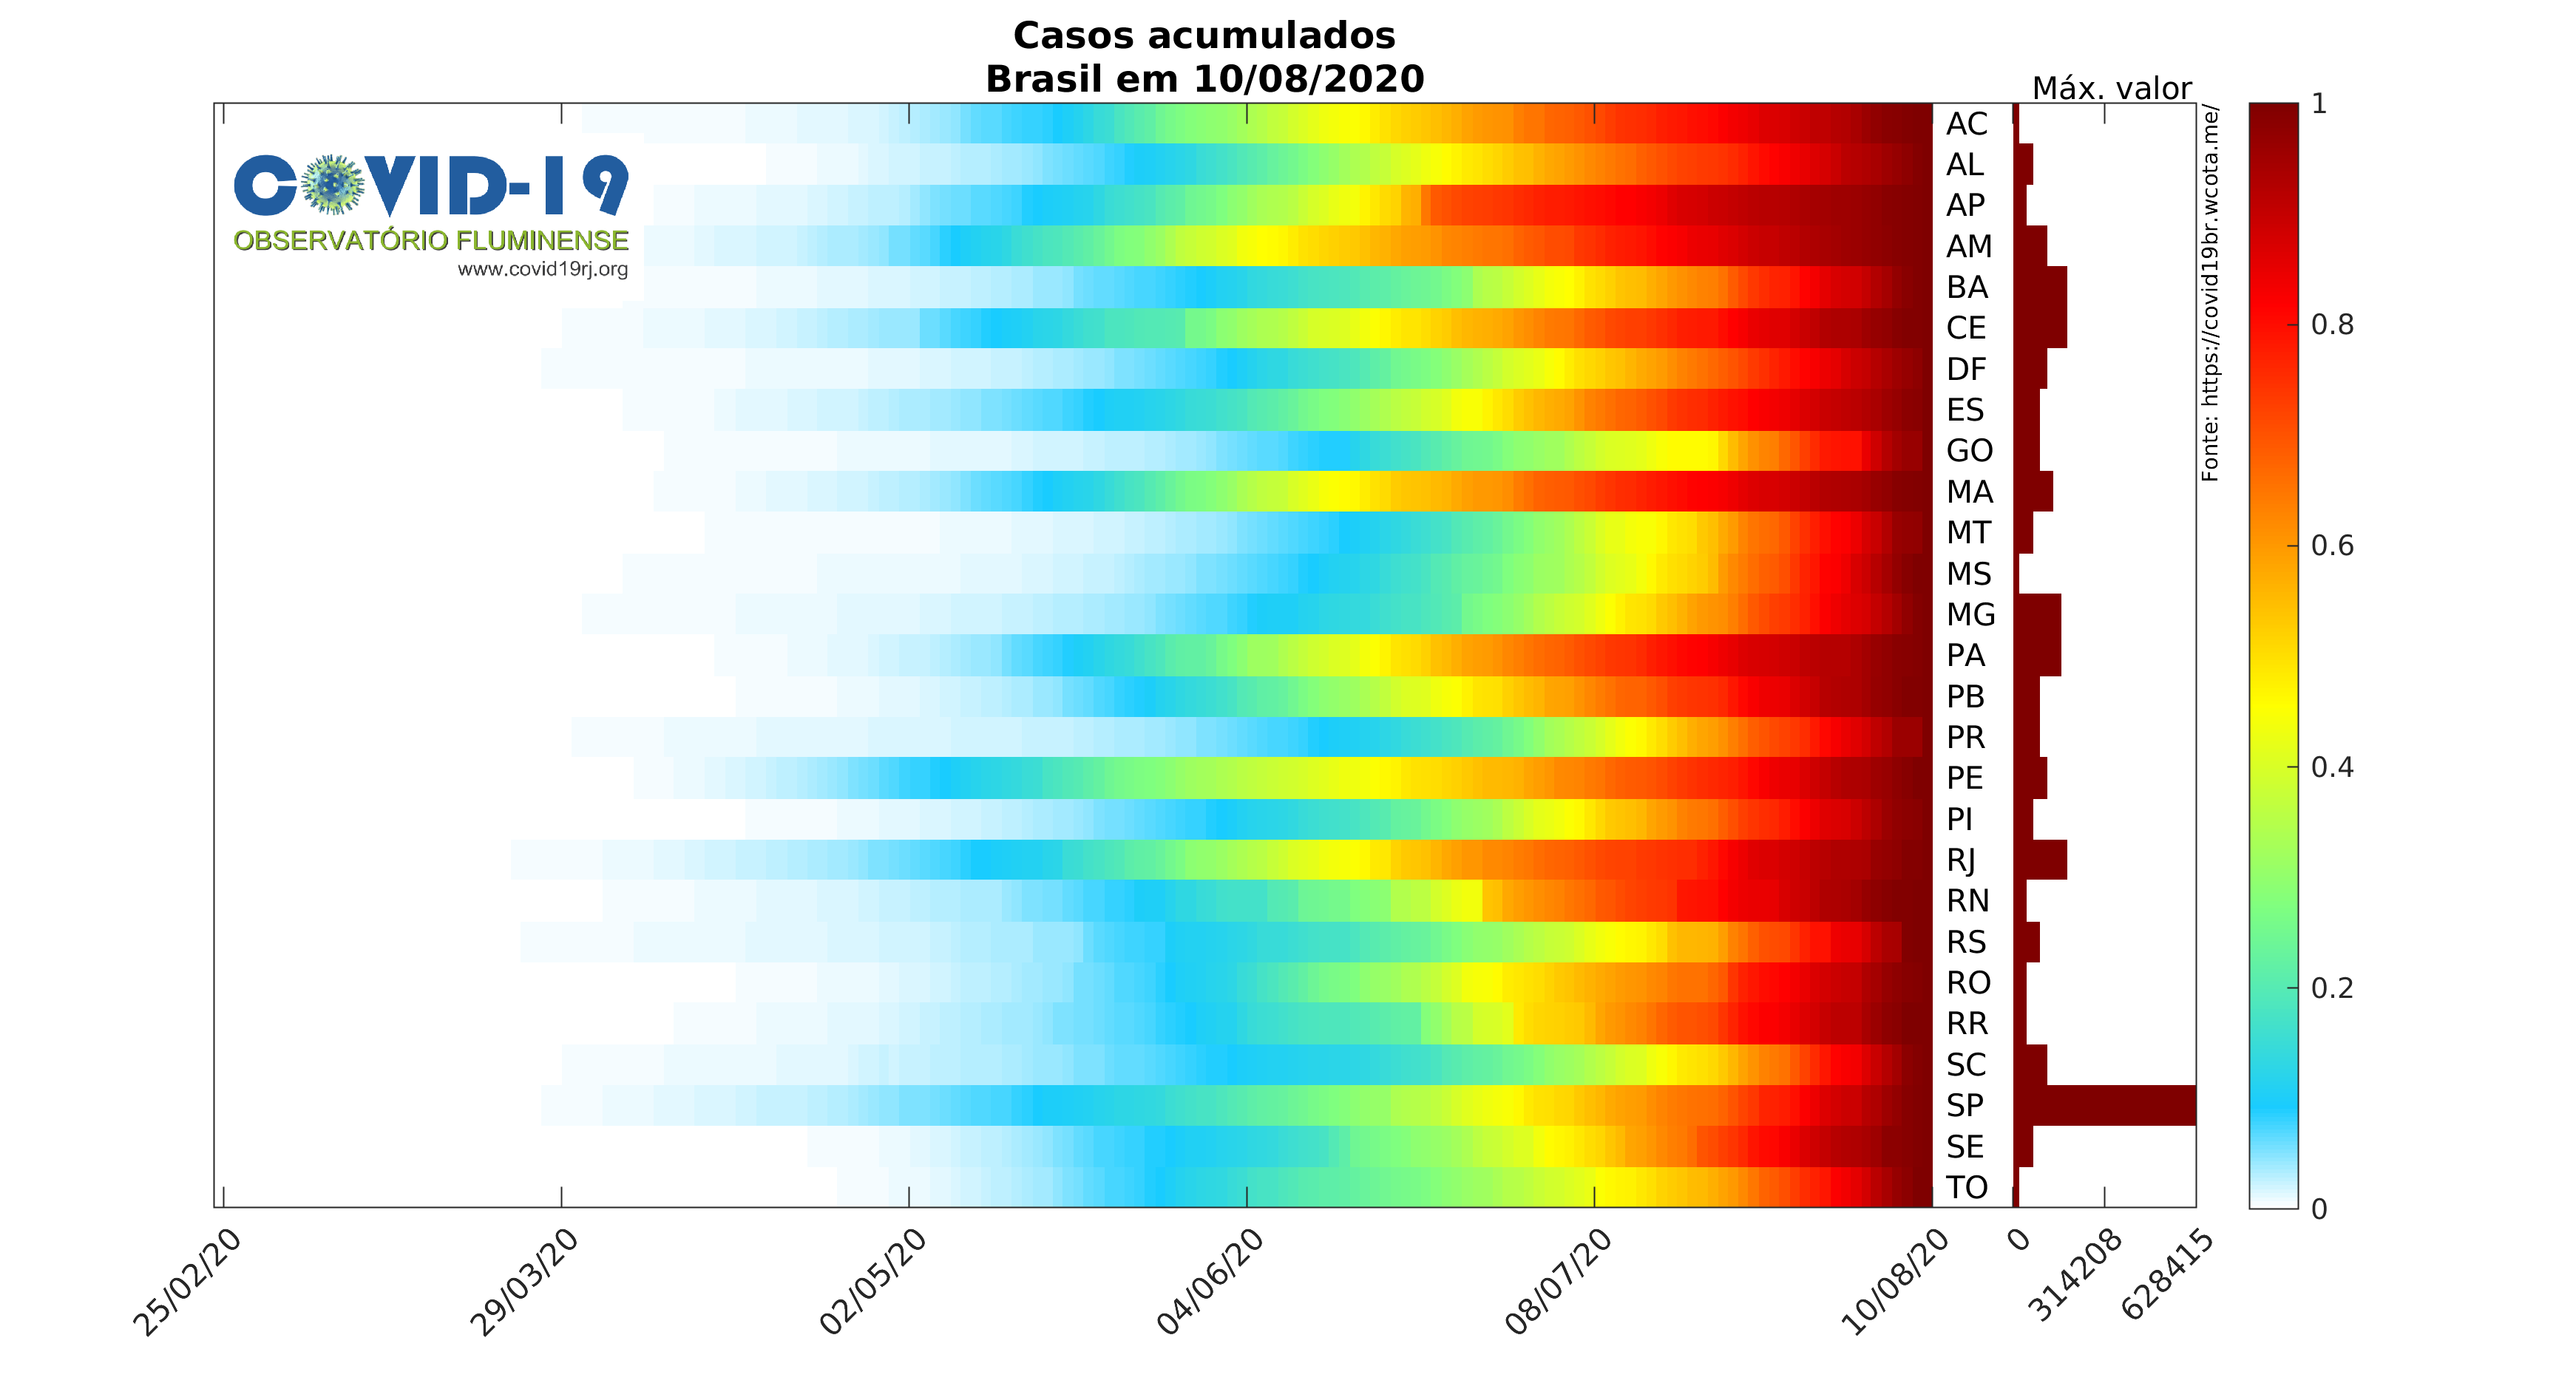 Casos acumulados
Brasil em 10/08/2020
Máx. valor
COVID-19
OBSERVATÓRIO FLUMINENSE
www.covid19rj.org
AC
AL
AP
AM
BA
CE
DF
ES
GO
MA
MT
MS
MG
PA
PB
PR
PE
PI
RJ
RN
RS
RO
RR
SC
SP
SE
TO
Fonte: https://covid19br.wcota.me/
1
0.8
0.6
0.4
0.2
0
25/02/20
29/03/20
02/05/20
04/06/20
08/07/20
10/08/20
0
314208
628415